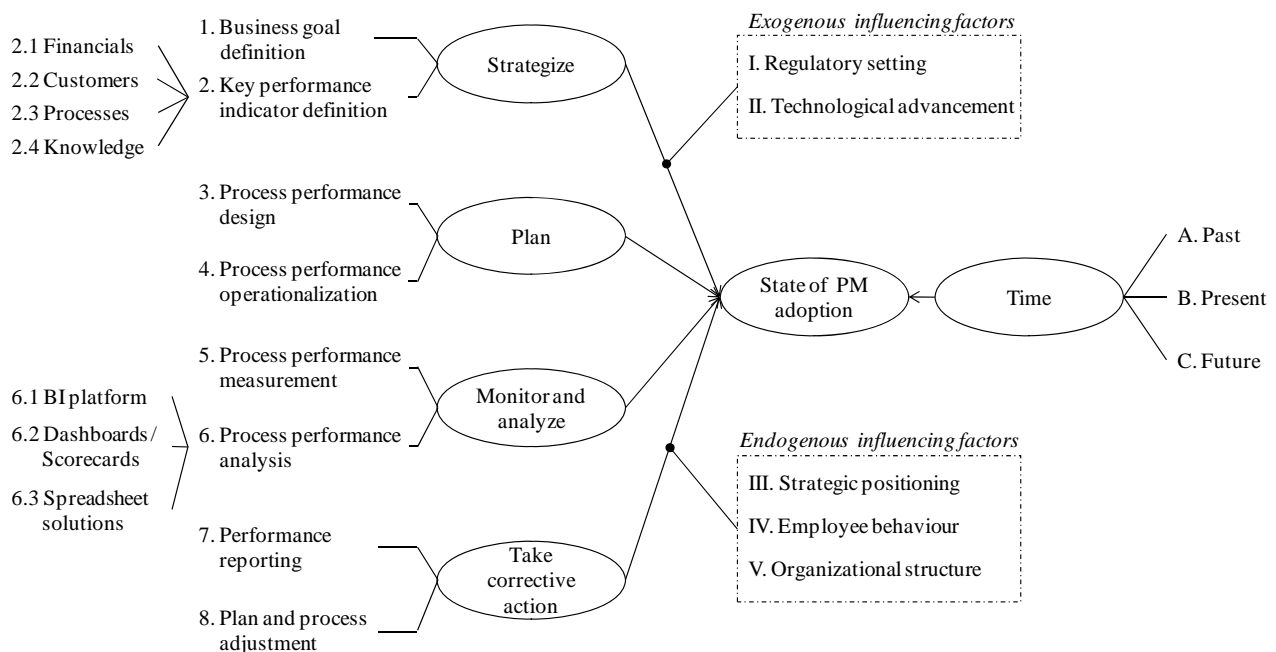 2.1 Financials
2.2 Customers
2.3 Processes
2.4 Knowledge
1. Business goal
definition
2. Key performance
indicator definition
Strategize
Exogenous influencing factors
I. Regulatory setting
II. Technological advancement
3. Process performance
design
4. Process performance
operationalization
Plan
State of PM
adoption
Time
A. Past
B. Present
C. Future
6.1 BI platform
6.2 Dashboards /
Scorecards
6.3 Spreadsheet
solutions
5. Process performance
measurement
6. Process performance
analysis
Monitor and
analyze
Endogenous influencing factors
III. Strategic positioning
IV. Employee behaviour
V. Organizational structure
7. Performance
reporting
8. Plan and process
adjustment
Take
corrective
action